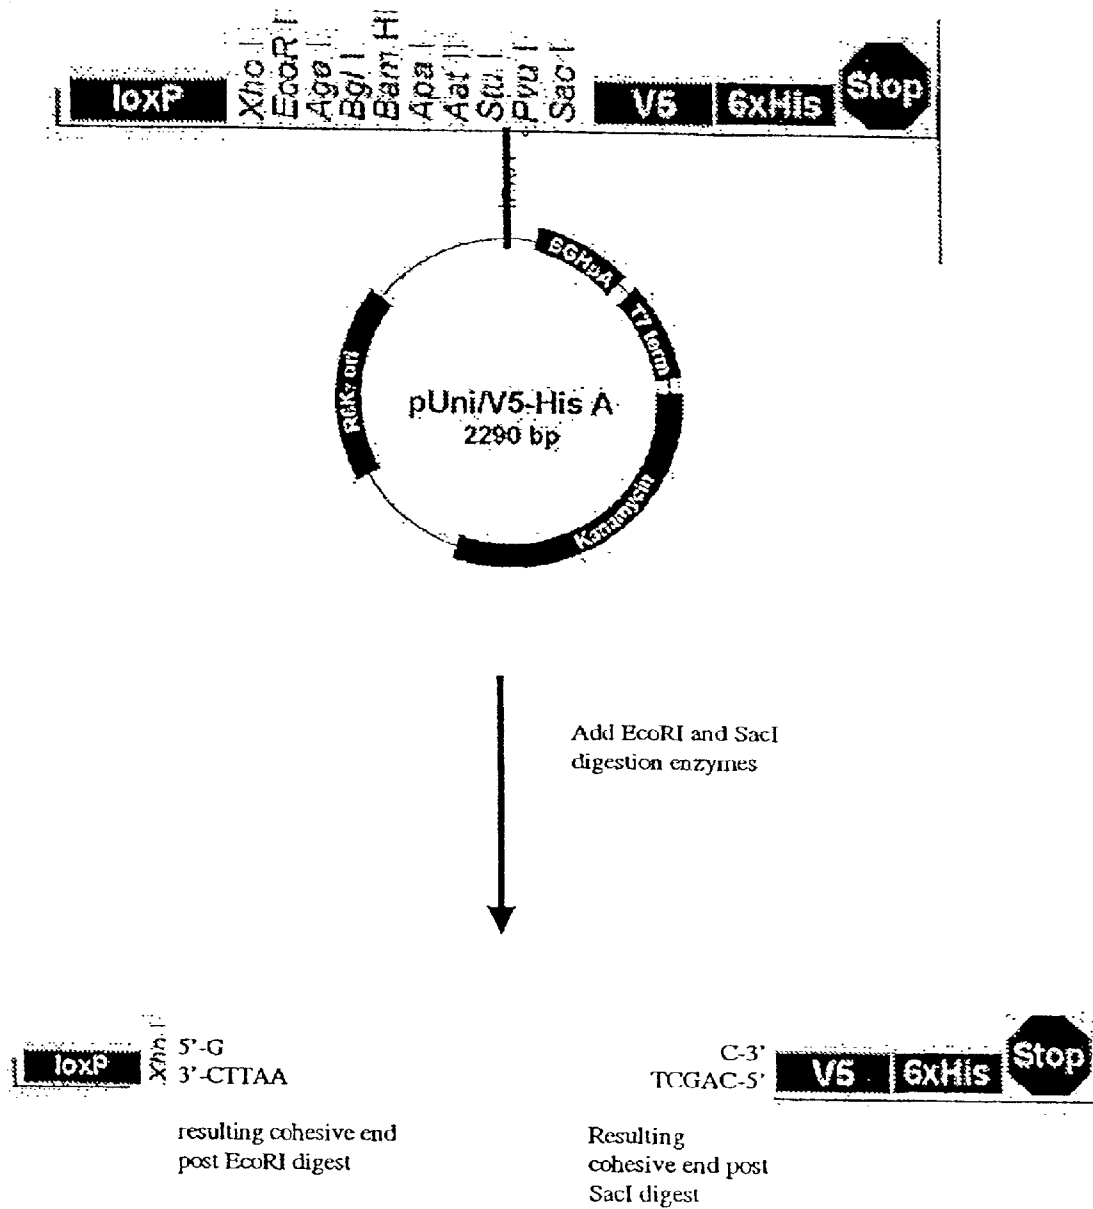 loxP
Xho I
EcoR I
Age I
Bgl I
Bam HI
Apa I
Aat II
Stu I
Pvu I
Sac I
V5
6xHis
Stop
BGHpA
T7 term
Kanamycin
ori
pUni/V5-His A
2290 bp
Add EcoRI and SacI
digestion enzymes
loxP
Xho I
5'-G
3'-CTTAA
C-3'
TCGAC-5'
V5
6xHis
Stop
resulting cohesive end
post EcoRI digest
Resulting
cohesive end post
SacI digest